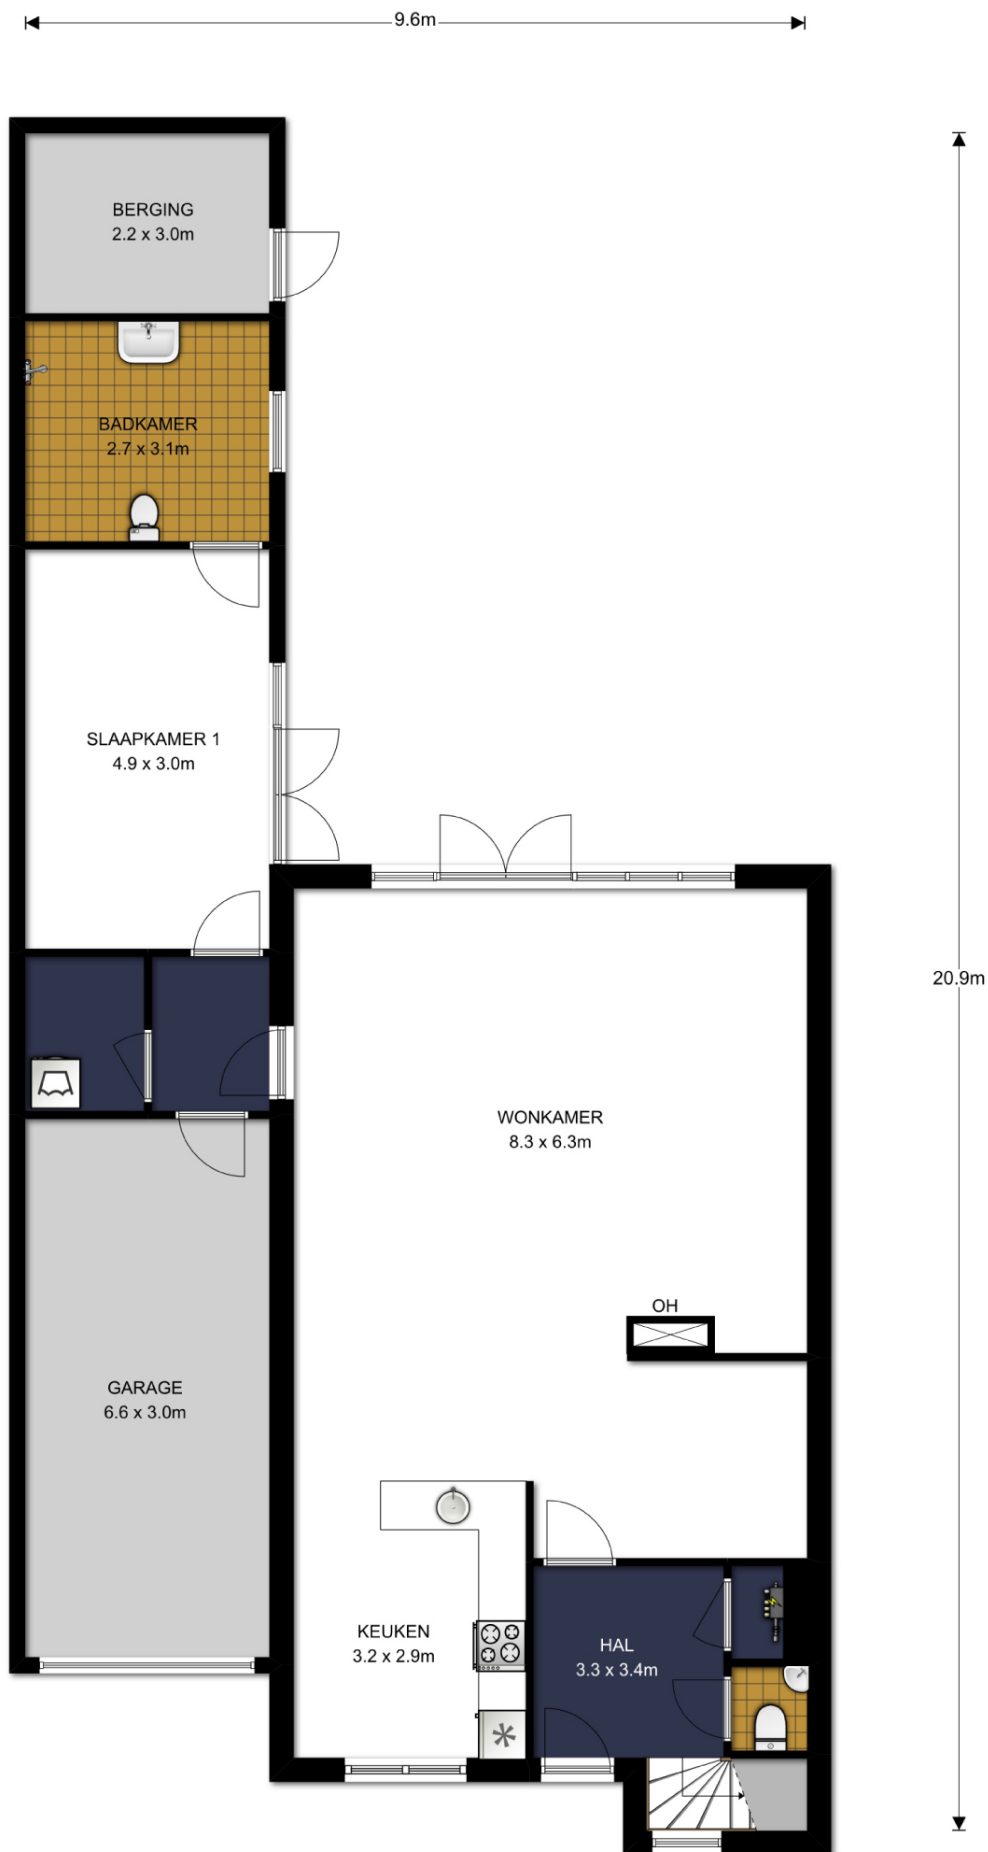 9.6m
BERGING
2.2 x 3.0m
BADKAMER
2.7 x 3.1m
SLAAPKAMER 1
4.9 x 3.0m
20.9m
WONKAMER
8.3 x 6.3m
OH
GARAGE
6.6 x 3.0m
KEUKEN
3.2 x 2.9m
HAL
3.3 x 3.4m